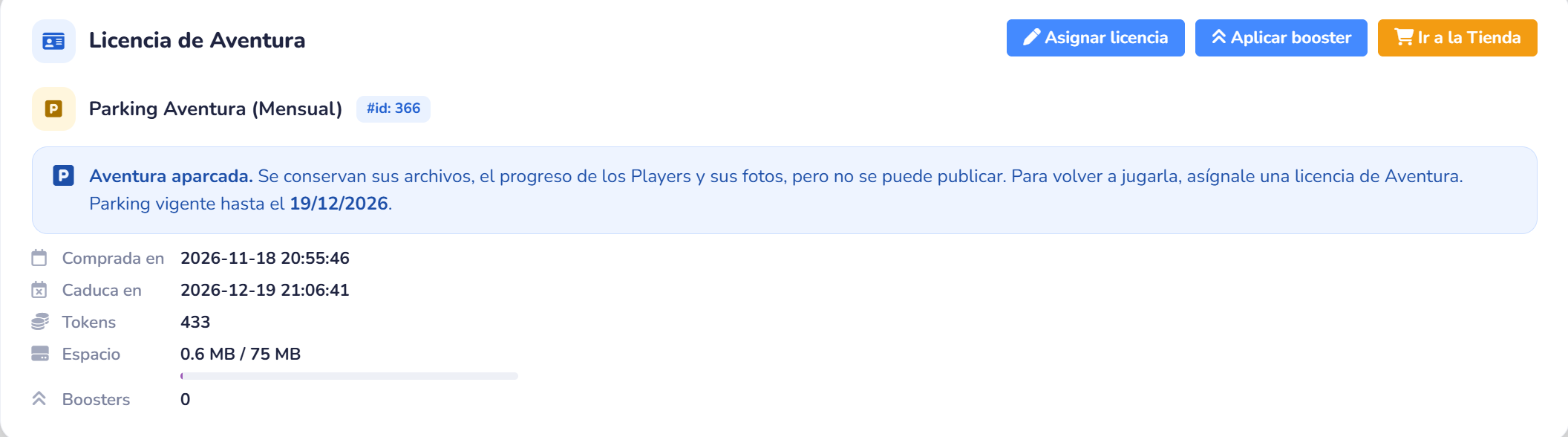 Licencia de Aventura
Asignar licencia
Aplicar booster
Ir a la Tienda
P
Parking Aventura (Mensual)
#id: 366
P
Aventura aparcada. Se conservan sus archivos, el progreso de los Players y sus fotos, pero no se puede publicar. Para volver a jugarla, asígnale una licencia de Aventura.
Parking vigente hasta el 19/12/2026.
Comprada en 2026-11-18 20:55:46
Caduca en 2026-12-19 21:06:41
Tokens 433
Espacio 0.6 MB / 75 MB
Boosters 0